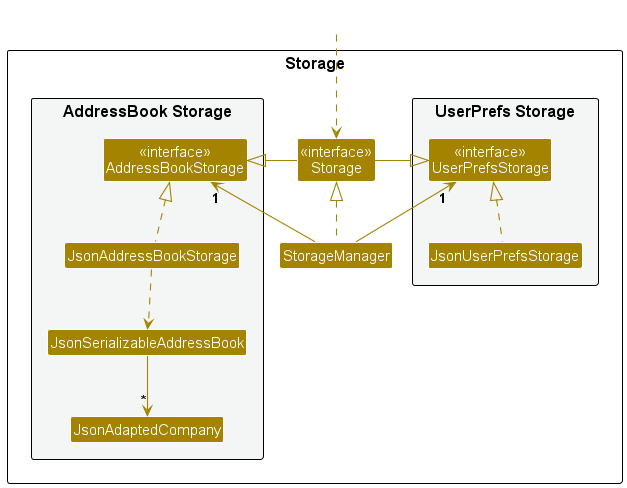 Storage
AddressBook Storage
UserPrefs Storage
«interface»
AddressBookStorage
«interface»
Storage
«interface»
UserPrefsStorage
1
1
JsonAddressBookStorage
StorageManager
JsonUserPrefsStorage
JsonSerializableAddressBook
*
JsonAdaptedCompany